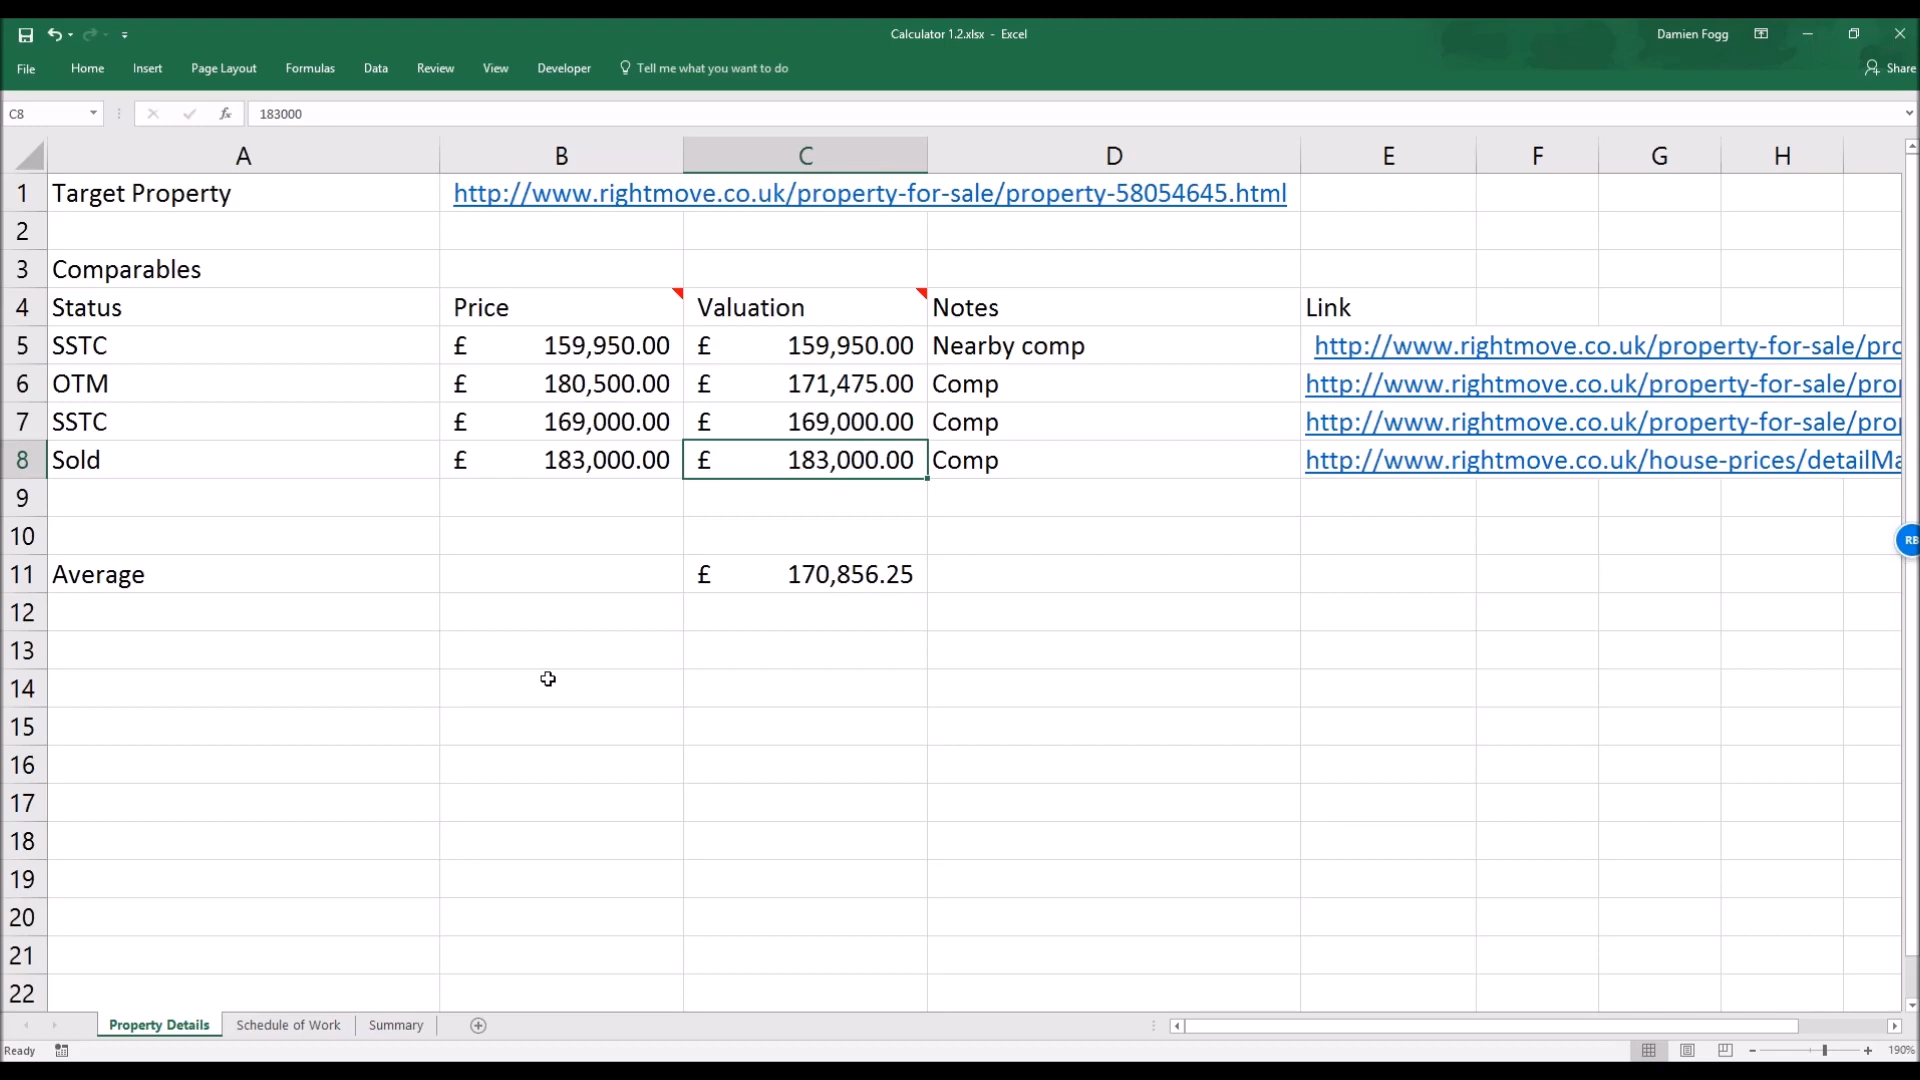 Calculator 1.2.xlsx - Excel
Damien Fogg
File Home Insert Page Layout Formulas Data Review View Developer Tell me what you want to do Share
C8 fx 183000
A B C D E F G H
1 Target Property http://www.rightmove.co.uk/property-for-sale/property-58054645.html
2
3 Comparables
4 Status Price Valuation Notes Link
5 SSTC £ 159,950.00 £ 159,950.00 Nearby comp http://www.rightmove.co.uk/property-for-sale/pro
6 OTM £ 180,500.00 £ 171,475.00 Comp http://www.rightmove.co.uk/property-for-sale/prop
7 SSTC £ 169,000.00 £ 169,000.00 Comp http://www.rightmove.co.uk/property-for-sale/prop
8 Sold £ 183,000.00 £ 183,000.00 Comp http://www.rightmove.co.uk/house-prices/detailMa
9
10
RB
11 Average £ 170,856.25
12
13
14
15
16
17
18
19
20
21
22
Property Details Schedule of Work Summary
Ready 190%